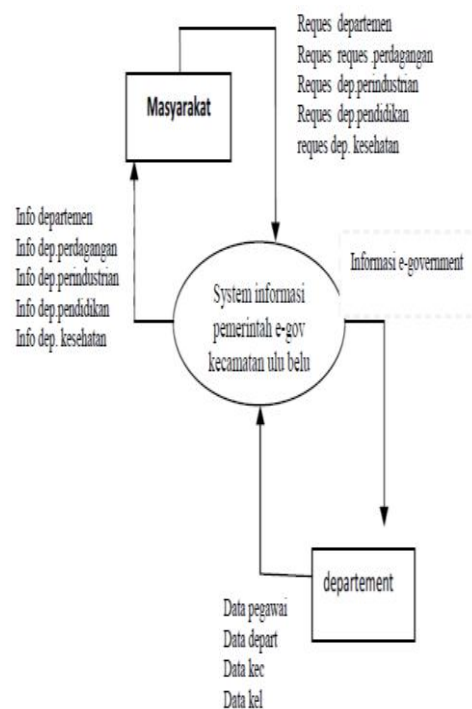 Reques departemen
Reques reques .perdagangan
Reques dep.perindustrian
Reques dep.pendidikan
reques dep. kesehatan
Masyarakat
Info departemen
Info dep.perdagangan
Info dep.perindustrian
Info dep.pendidikan
Info dep. kesehatan
Informasi e-government
System informasi
pemerintah e-gov
kecamatan ulu belu
departement
Data pegawai
Data depart
Data kec
Data kel